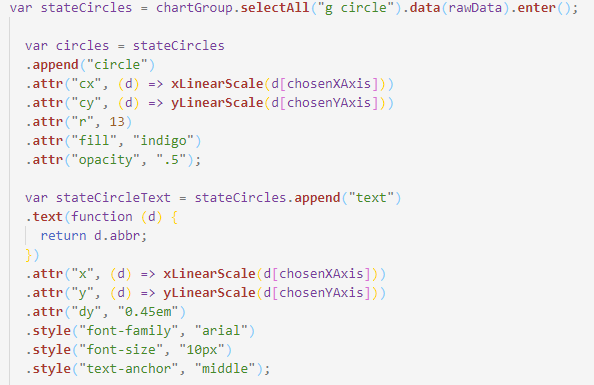 var stateCircles = chartGroup.selectAll("g circle").data(rawData).enter();
var circles = stateCircles
.append("circle")
.attr("cx", (d) => xLinearScale(d[chosenXAxis]))
.attr("cy", (d) => yLinearScale(d[chosenYAxis]))
.attr("r", 13)
.attr("fill", "indigo")
.attr("opacity", ".5");
var stateCircleText = stateCircles.append("text")
.text(function (d) {
return d.abbr;
})
.attr("x", (d) => xLinearScale(d[chosenXAxis]))
.attr("y", (d) => yLinearScale(d[chosenYAxis]))
.attr("dy", "0.45em")
.style("font-family", "arial")
.style("font-size", "10px")
.style("text-anchor", "middle");